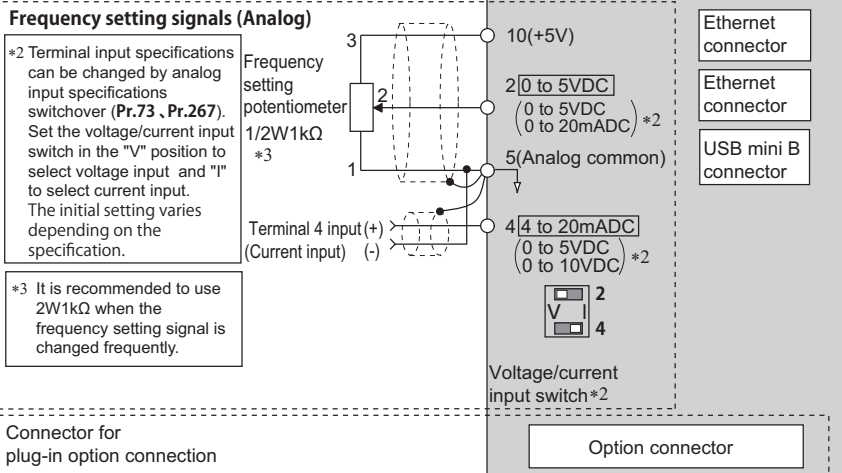 Frequency setting signals (Analog)
*2 Terminal input specifications
can be changed by analog
input specifications
switchover (Pr.73 、Pr.267).
Set the voltage/current input
switch in the "V" position to
select voltage input and "I"
to select current input.
The initial setting varies
depending on the
specification.
*3 It is recommended to use
2W1kΩ when the
frequency setting signal is
changed frequently.
Frequency
setting
potentiometer
1/2W1kΩ
*3
3
2
1
Terminal 4 input (+)
(Current input) (-)
10(+5V)
2 0 to 5VDC
(0 to 5VDC
0 to 20mADC) *2
5(Analog common)
4 4 to 20mADC
(0 to 5VDC
0 to 10VDC) *2
2
V I
4
Voltage/current
input switch*2
Ethernet
connector
Ethernet
connector
USB mini B
connector
Connector for
plug-in option connection
Option connector